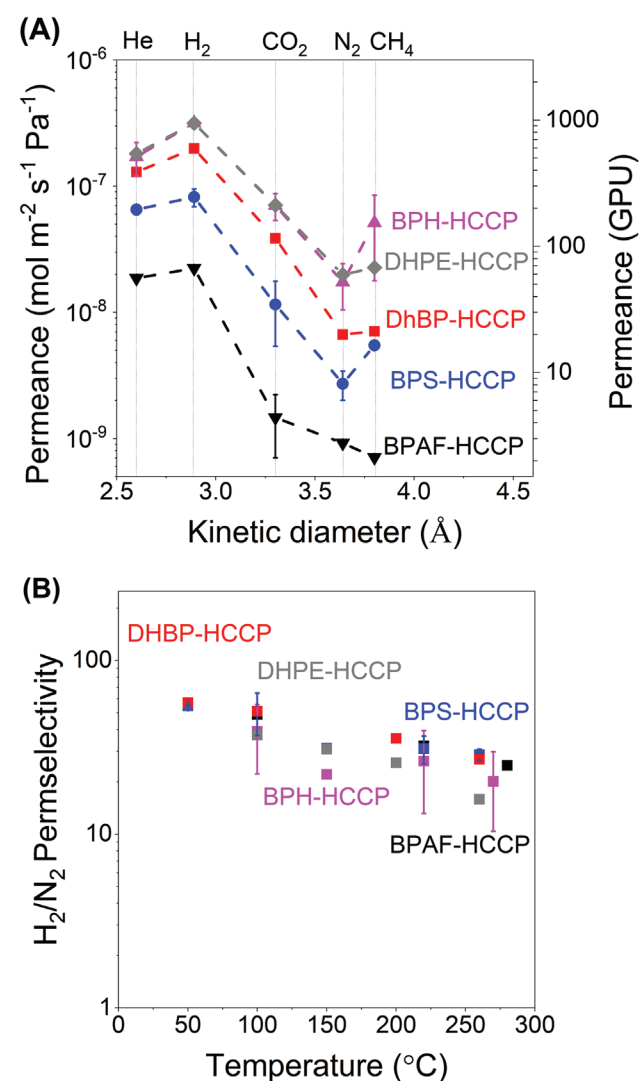 (A)
He H₂ CO₂ N₂ CH₄
10⁻⁶
10⁻⁷
10⁻⁸
10⁻⁹
Permeance (mol m⁻² s⁻¹ Pa⁻¹)
1000
100
10
Permeance (GPU)
BPH-HCCP
DHPE-HCCP
DhBP-HCCP
BPS-HCCP
BPAF-HCCP
2.5 3.0 3.5 4.0 4.5
Kinetic diameter (Å)
(B)
DHBP-HCCP
DHPE-HCCP
BPS-HCCP
BPH-HCCP
BPAF-HCCP
100
10
1
H₂/N₂ Permselectivity
0 50 100 150 200 250 300
Temperature (°C)